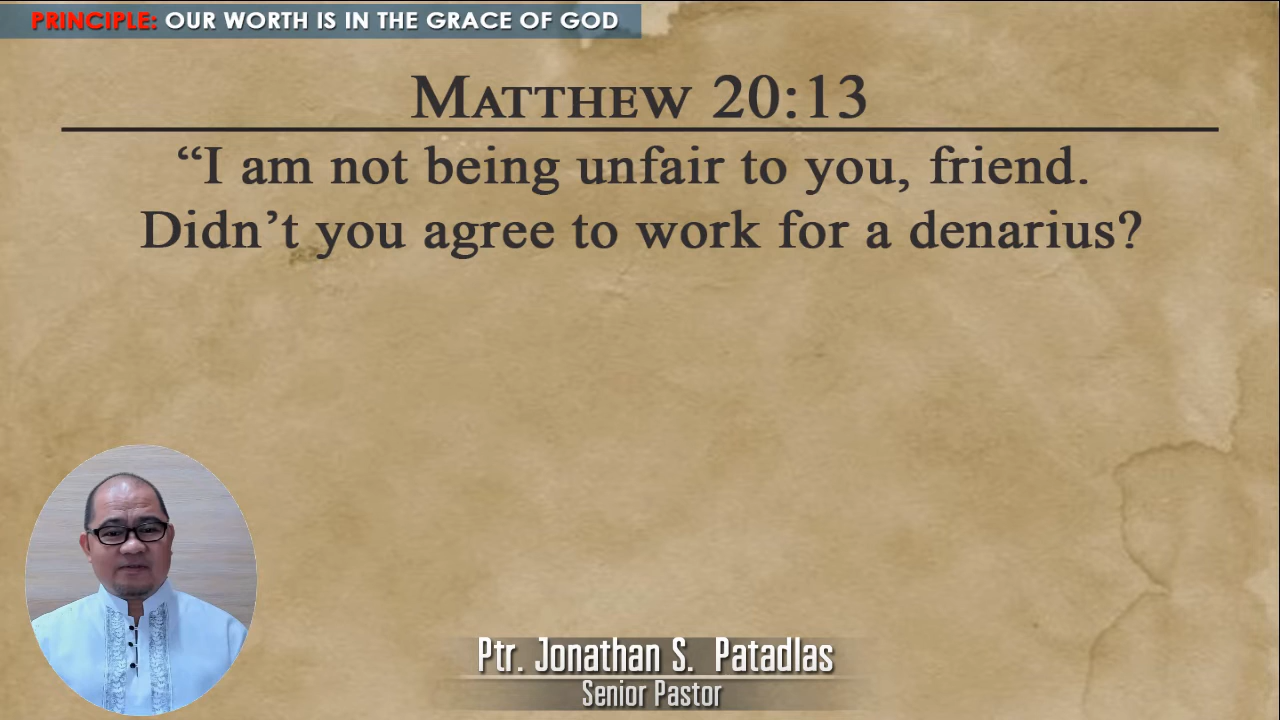 PRINCIPLE: OUR WORTH IS IN THE GRACE OF GOD
MATTHEW 20:13
“I am not being unfair to you, friend.
Didn’t you agree to work for a denarius?
Ptr. Jonathan S. Patadlas
Senior Pastor